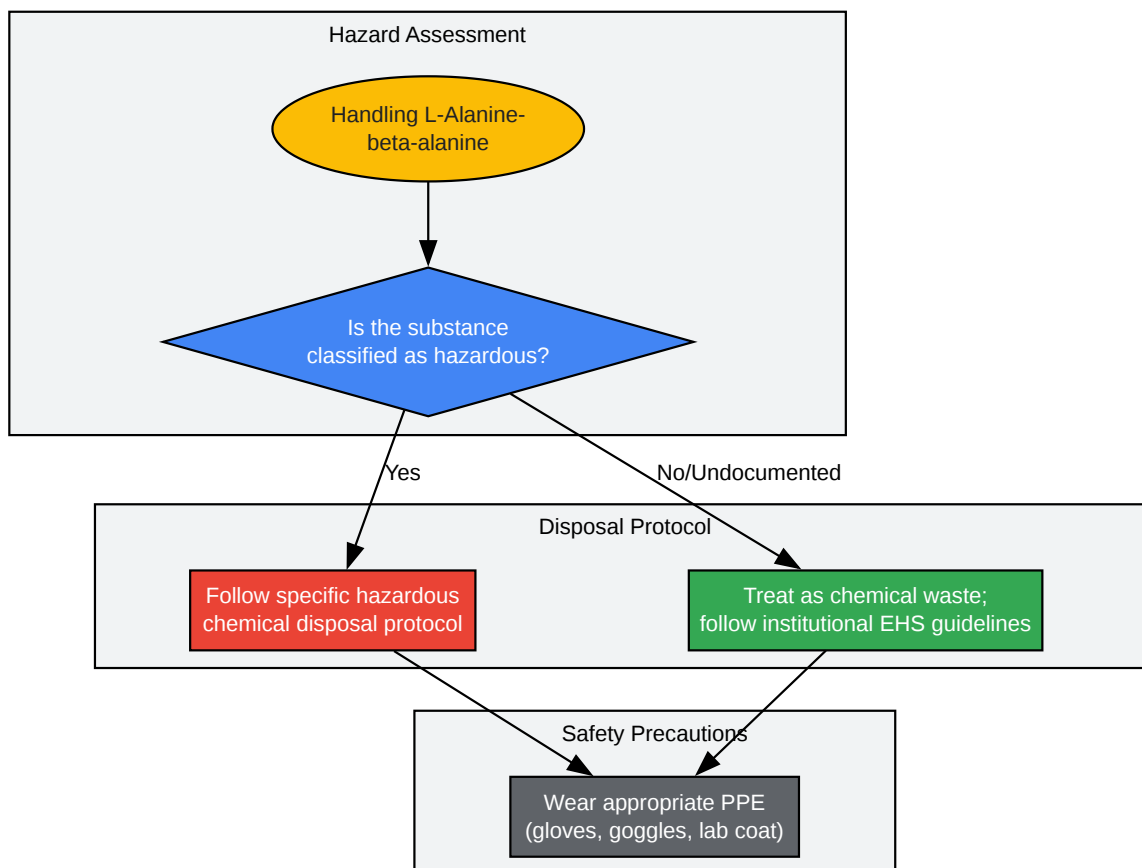 Hazard Assessment
Handling L-Alanine-
beta-alanine
Is the substance
classified as hazardous?
Yes
No/Undocumented
Disposal Protocol
Follow specific hazardous
chemical disposal protocol
Treat as chemical waste;
follow institutional EHS guidelines
Safety Precautions
Wear appropriate PPE
(gloves, goggles, lab coat)